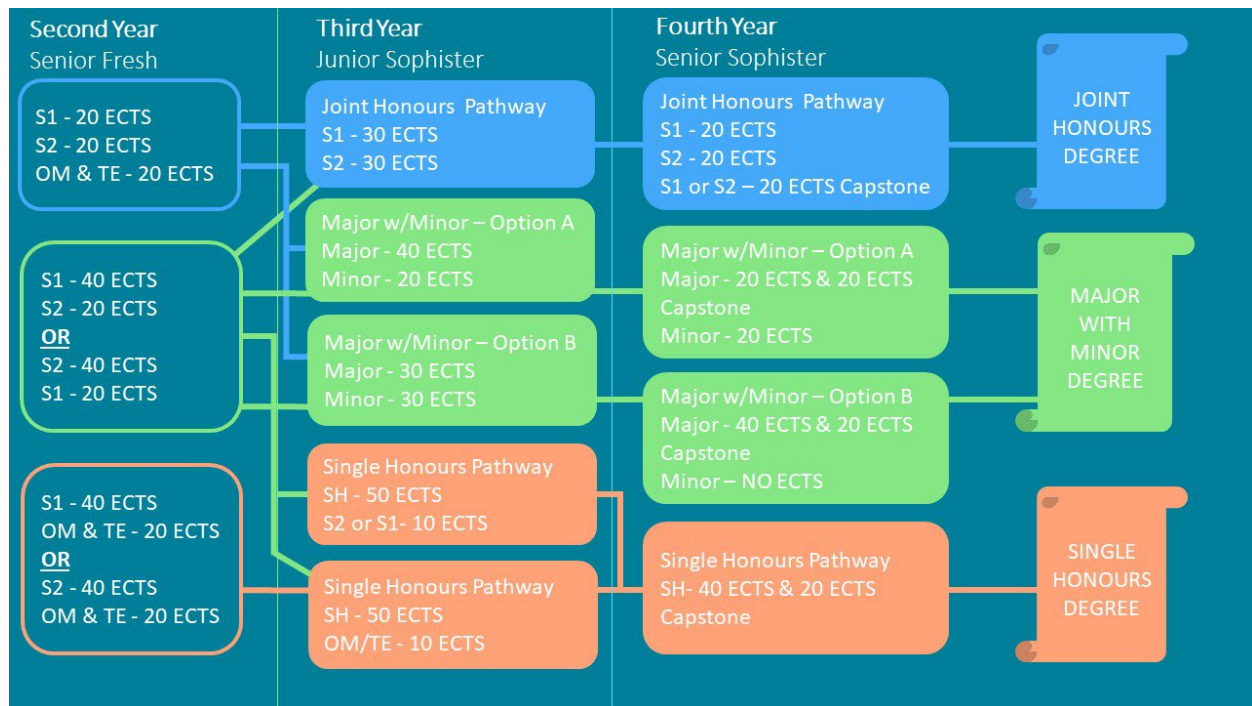 Second Year
Senior Fresh
S1 - 20 ECTS
S2 - 20 ECTS
OM & TE - 20 ECTS
S1 - 40 ECTS
S2 - 20 ECTS
OR
S2 - 40 ECTS
S1 - 20 ECTS
S1 - 40 ECTS
OM & TE - 20 ECTS
OR
S2 - 40 ECTS
OM & TE - 20 ECTS
Third Year
Junior Sophister
Joint Honours Pathway
S1 - 30 ECTS
S2 - 30 ECTS
Major w/Minor – Option A
Major - 40 ECTS
Minor - 20 ECTS
Major w/Minor – Option B
Major - 30 ECTS
Minor - 30 ECTS
Single Honours Pathway
SH - 50 ECTS
S2 or S1- 10 ECTS
Single Honours Pathway
SH - 50 ECTS
OM/TE - 10 ECTS
Fourth Year
Senior Sophister
Joint Honours Pathway
S1 - 20 ECTS
S2 - 20 ECTS
S1 or S2 – 20 ECTS Capstone
Major w/Minor – Option A
Major - 20 ECTS & 20 ECTS
Capstone
Minor - 20 ECTS
Major w/Minor – Option B
Major - 40 ECTS & 20 ECTS
Capstone
Minor – NO ECTS
Single Honours Pathway
SH- 40 ECTS & 20 ECTS
Capstone
JOINT
HONOURS
DEGREE
MAJOR
WITH
MINOR
DEGREE
SINGLE
HONOURS
DEGREE